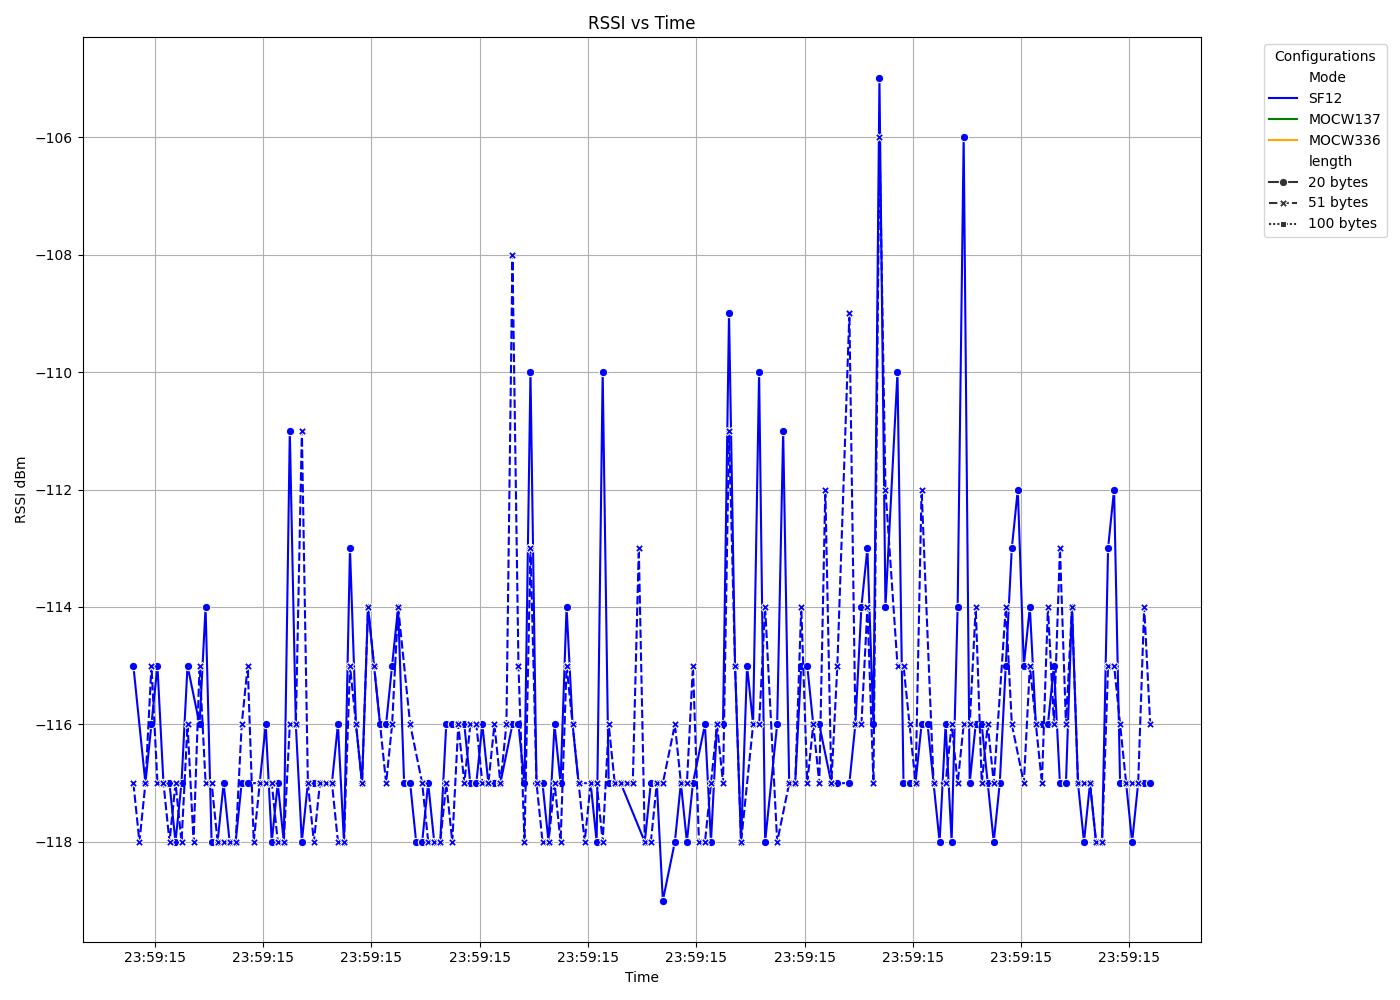 RSSI vs Time
Configurations
Mode
SF12
MOCW137
MOCW336
length
20 bytes
51 bytes
100 bytes
RSSI dBm
−106
−108
−110
−112
−114
−116
−118
23:59:15 23:59:15 23:59:15 23:59:15 23:59:15 23:59:15 23:59:15 23:59:15 23:59:15 23:59:15
Time